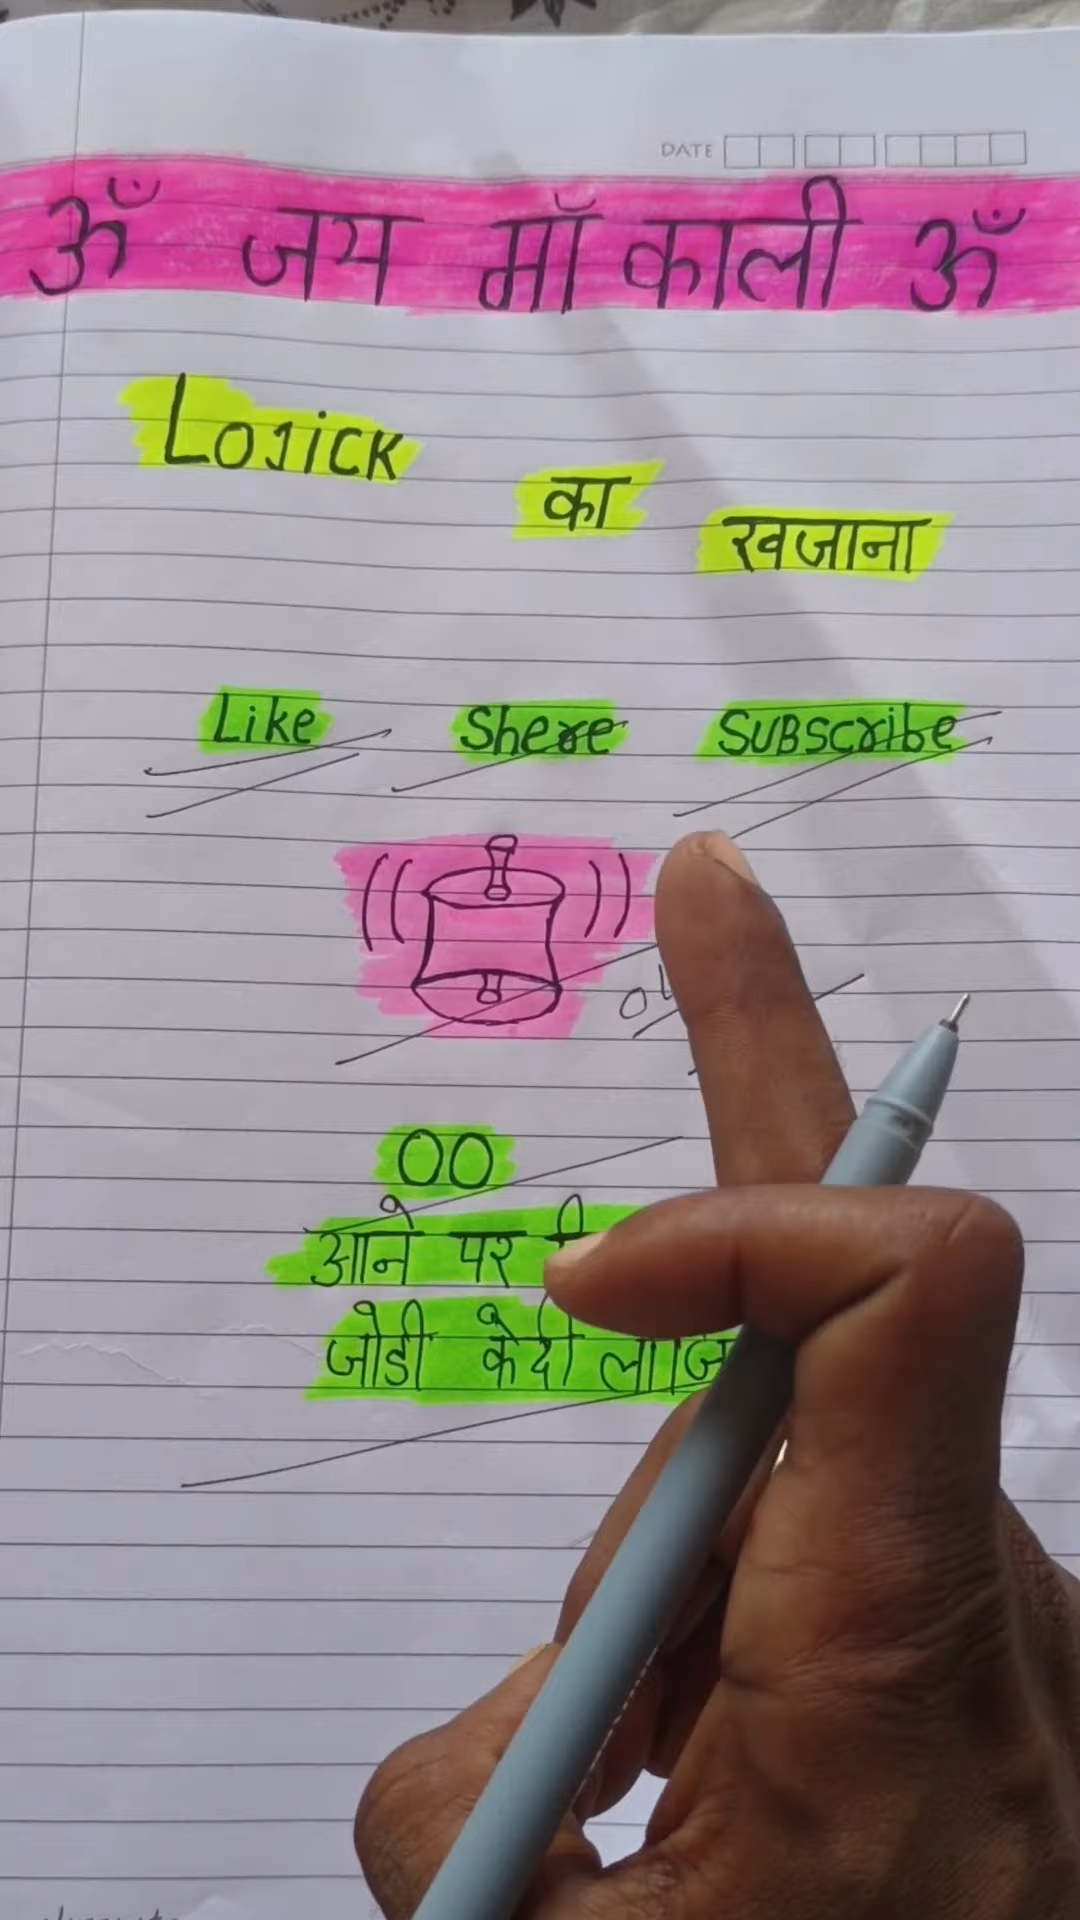 DATE
ॐ जय माँ काली ॐ
Lojick
का
खजाना
Like Shere SUBSCribe
00
आने पर
जोडी केदी